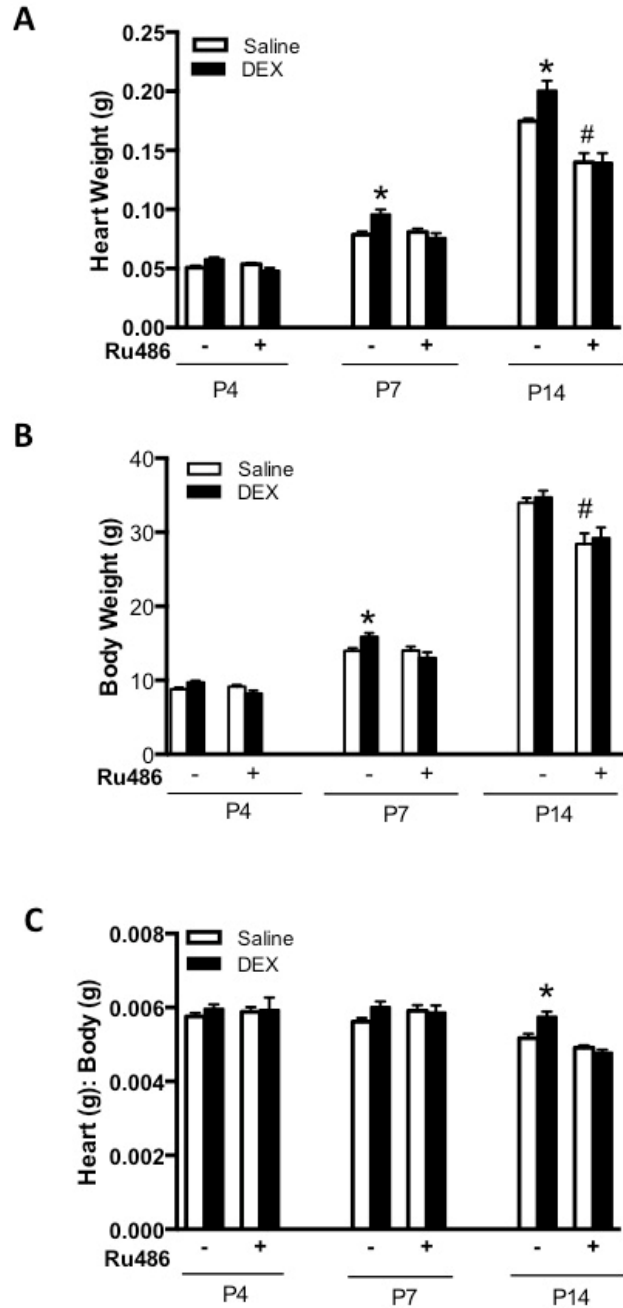 A
Saline
DEX
Heart Weight (g)
0.25
0.20
0.15
0.10
0.05
0.00
*
*
#
Ru486 - + - + - +
P4 P7 P14
B
Saline
DEX
Body Weight (g)
40
30
20
10
0
*
#
Ru486 - + - + - +
P4 P7 P14
C
Saline
DEX
Heart (g): Body (g)
0.008
0.006
0.004
0.002
0.000
*
Ru486 - + - + - +
P4 P7 P14